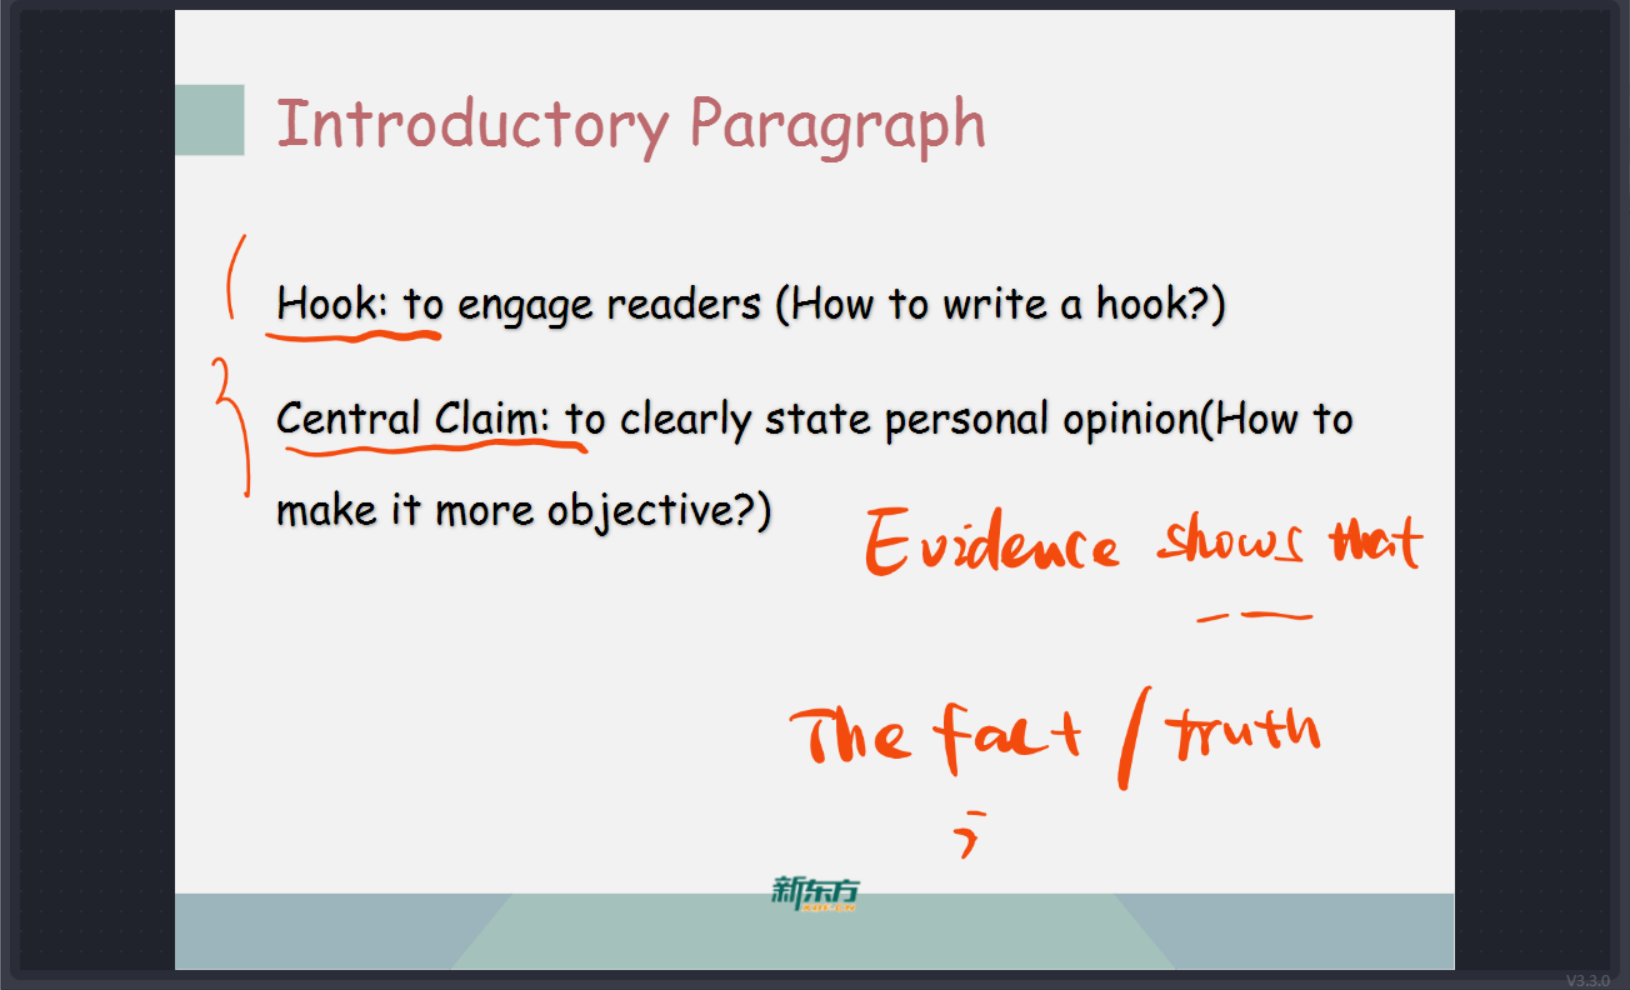 Introductory Paragraph
Hook: to engage readers (How to write a hook?)
Central Claim: to clearly state personal opinion(How to
make it more objective?)
Evidence shows that
The fact / truth
新东方
V3.3.0